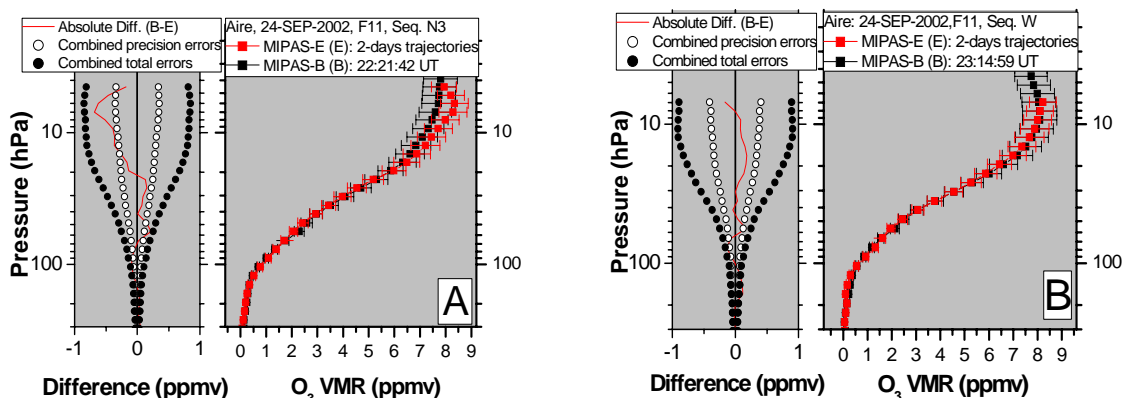 Absolute Diff. (B-E)
Combined precision errors
Combined total errors
Aire, 24-SEP-2002, F11, Seq. N3
MIPAS-E (E): 2-days trajectories
MIPAS-B (B): 22:21:42 UT
Pressure (hPa)
10
100
10
100
A
-1 0 1
0 1 2 3 4 5 6 7 8 9
Difference (ppmv)
O3 VMR (ppmv)
Absolute Diff. (B-E)
Combined precision errors
Combined total errors
Aire: 24-SEP-2002,F11, Seq. W
MIPAS-E (E): 2-days trajectories
MIPAS-B (B): 23:14:59 UT
Pressure (hPa)
10
100
10
100
B
-1 0 1
0 1 2 3 4 5 6 7 8 9
Difference (ppmv)
O3 VMR (ppmv)